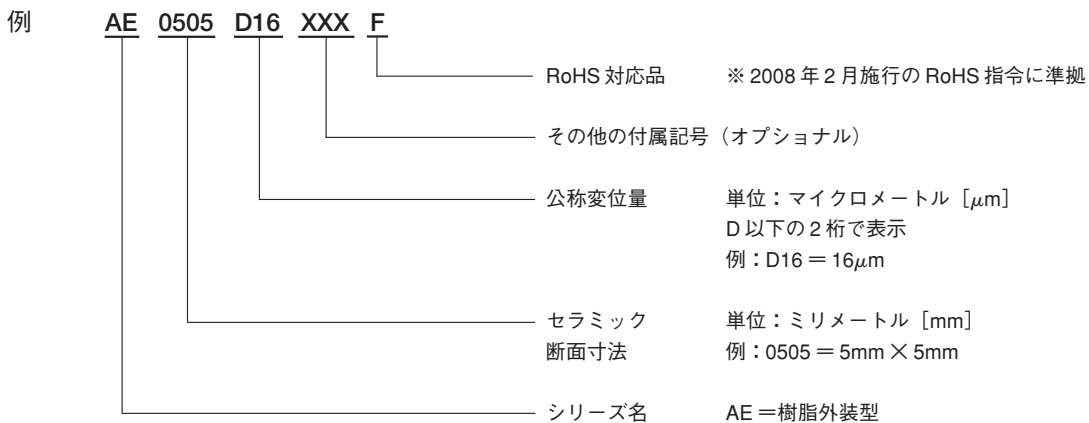 例 AE 0505 D16 XXX F
RoHS 対応品 ※ 2008 年 2 月施行の RoHS 指令に準拠
その他の付属記号（オプショナル）
公称変位量 単位：マイクロメートル［μm］
D 以下の 2 桁で表示
例：D16 ＝ 16μm
セラミック 単位：ミリメートル［mm］
断面寸法 例：0505 ＝ 5mm × 5mm
シリーズ名 AE ＝樹脂外装型